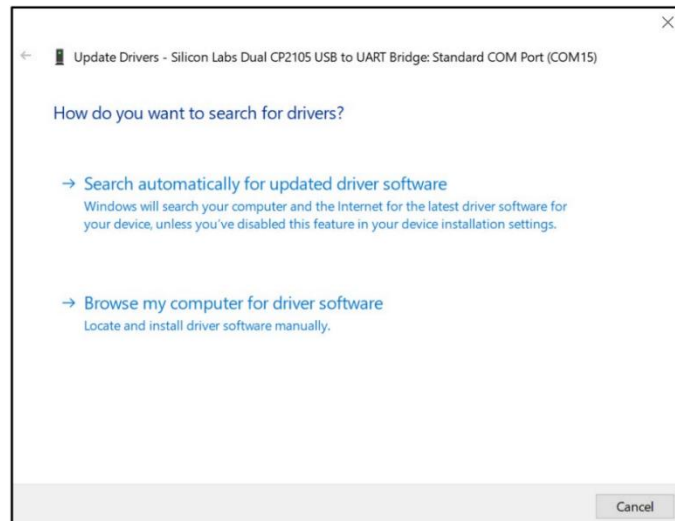 Update Drivers - Silicon Labs Dual CP2105 USB to UART Bridge: Standard COM Port (COM15)
How do you want to search for drivers?
→ Search automatically for updated driver software
Windows will search your computer and the Internet for the latest driver software for
your device, unless you've disabled this feature in your device installation settings.
→ Browse my computer for driver software
Locate and install driver software manually.
Cancel